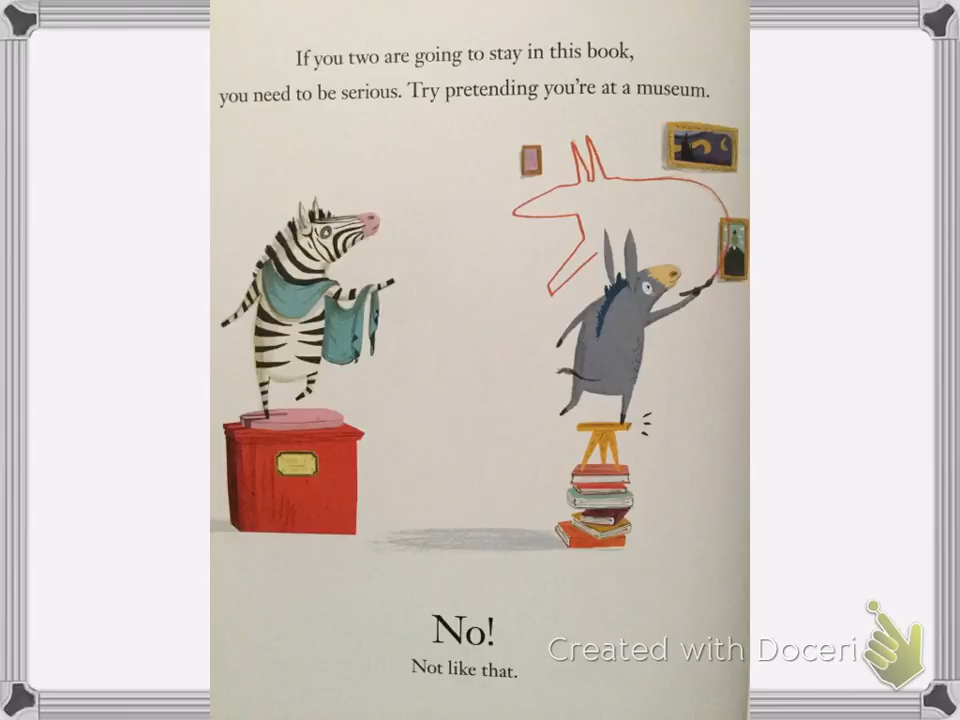 If you two are going to stay in this book,
you need to be serious. Try pretending you're at a museum.
No!
Not like that.
Created with Doceri